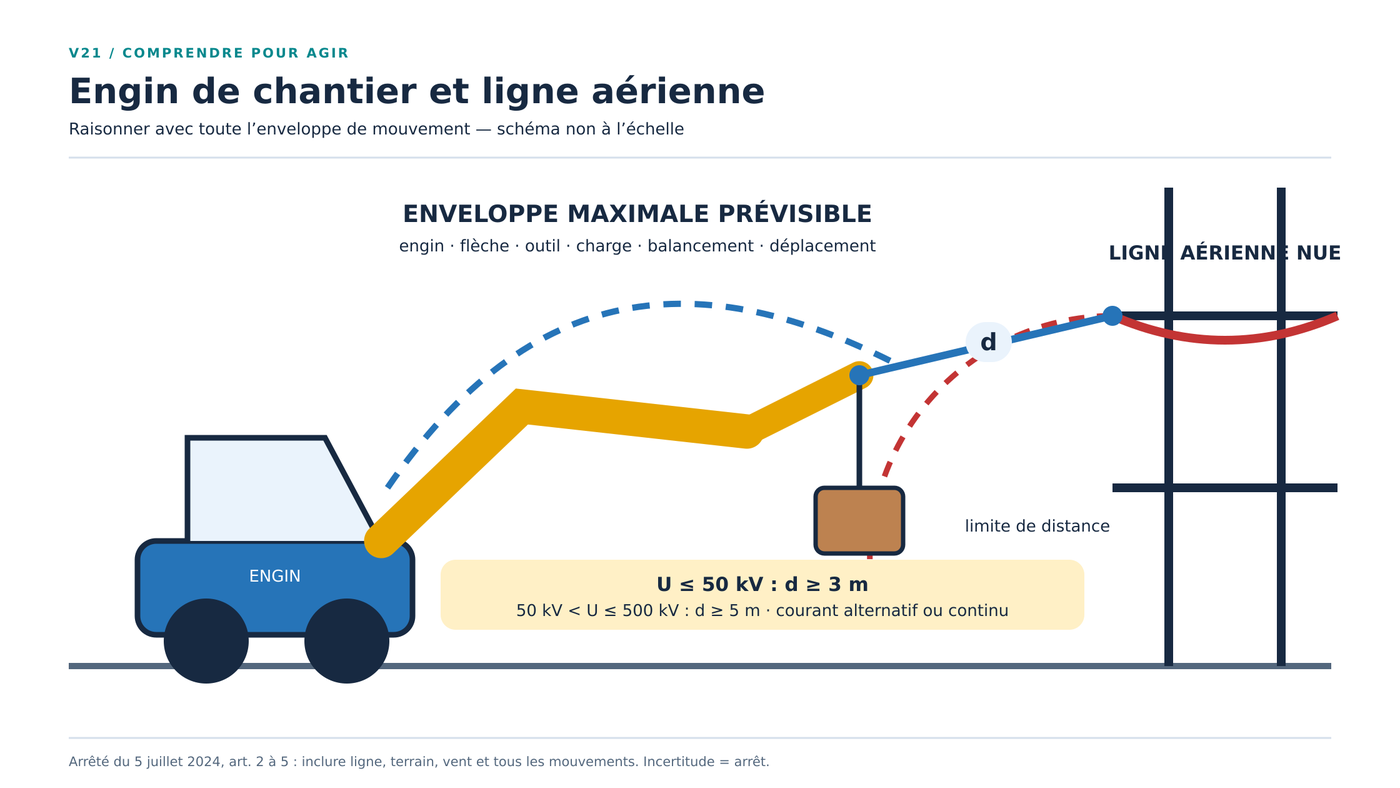 V21 / COMPRENDRE POUR AGIR
Engin de chantier et ligne aérienne
Raisonner avec toute l’enveloppe de mouvement — schéma non à l’échelle
ENVELOPPE MAXIMALE PRÉVISIBLE
engin · flèche · outil · charge · balancement · déplacement
LIGNE AÉRIENNE NUE
d
limite de distance
ENGIN
U ≤ 50 kV : d ≥ 3 m
50 kV < U ≤ 500 kV : d ≥ 5 m · courant alternatif ou continu
Arrêté du 5 juillet 2024, art. 2 à 5 : inclure ligne, terrain, vent et tous les mouvements. Incertitude = arrêt.